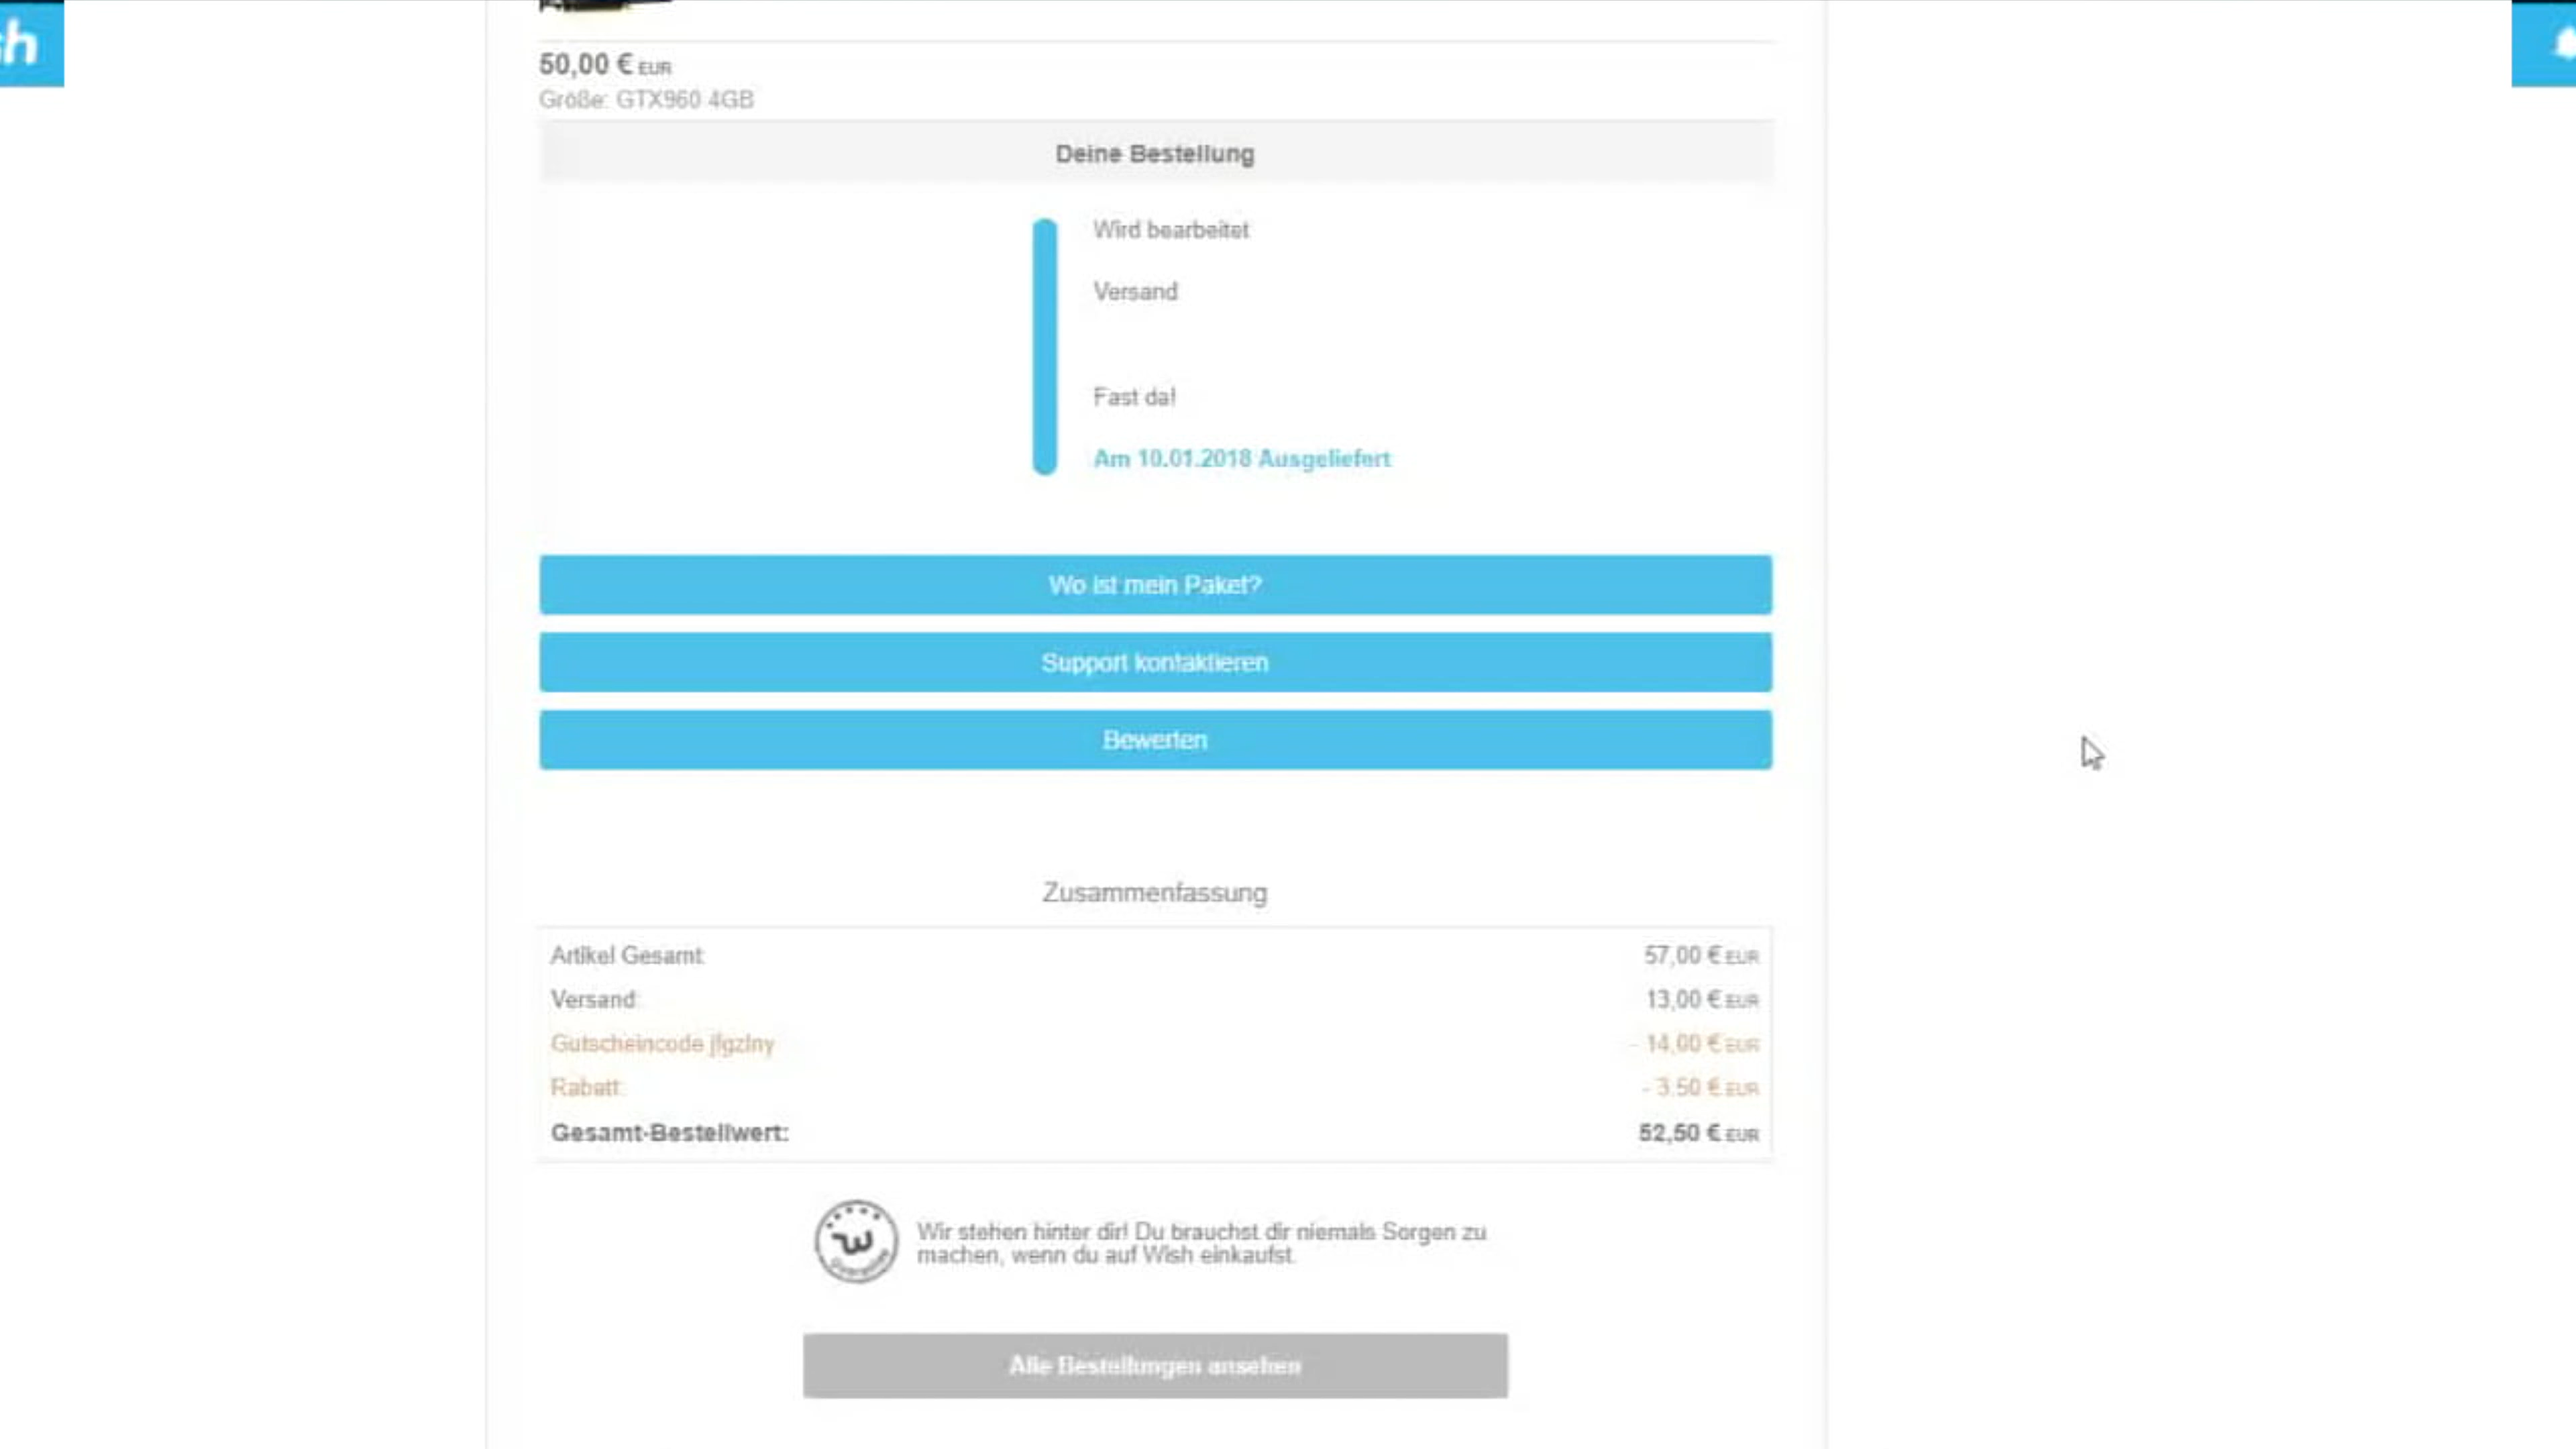 sh
50,00 € EUR
Größe: GTX960 4GB
Deine Bestellung
Wird bearbeitet
Versand
Fast da!
Am 10.01.2018 Ausgeliefert
Wo ist mein Paket?
Support kontaktieren
Bewerten
Zusammenfassung
Artikel Gesamt: 57,00 € EUR
Versand: 13,00 € EUR
Gutscheincode - 14,00 € EUR
Rabatt: - 3.50 € EUR
Gesamt-Bestellwert: 52,50 € EUR
W
Wir stehen hinter dir! Du brauchst dir niemals Sorgen zu
machen, wenn du auf Wish einkaufst.
Alle Bestellungen ansehen